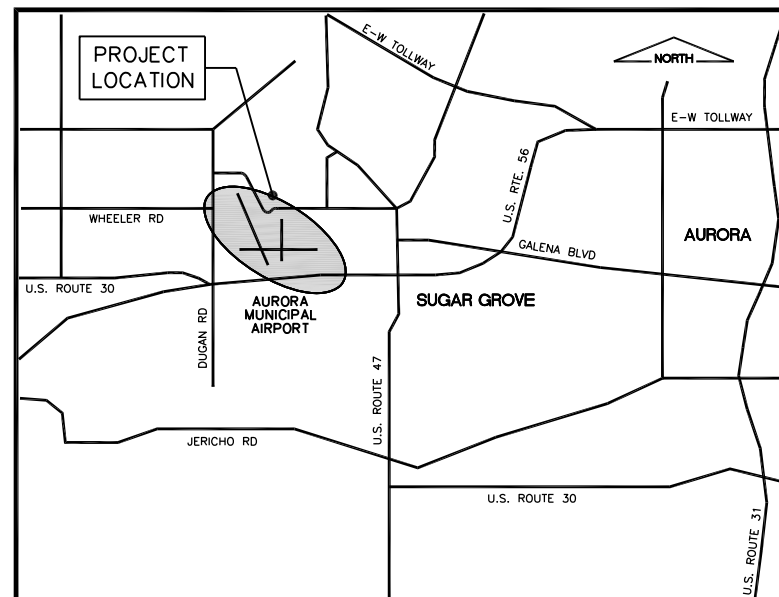 PROJECT
LOCATION
E-W TOLLWAY
NORTH
E-W TOLLWAY
U.S. RTE. 56
WHEELER RD
GALENA BLVD
AURORA
U.S. ROUTE 30
AURORA
MUNICIPAL
AIRPORT
SUGAR GROVE
DUGAN RD
U.S. ROUTE 47
JERICHO RD
U.S. ROUTE 30
U.S. ROUTE 31